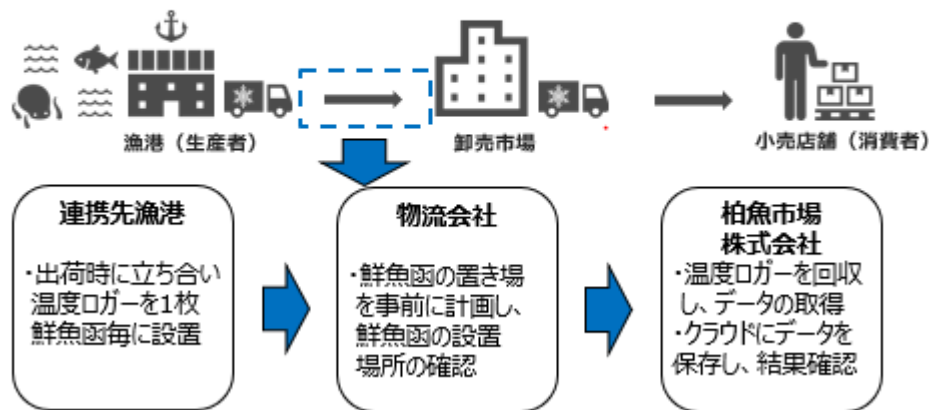 漁港（生産者）
卸売市場
小売店舗（消費者）
連携先漁港
・出荷時に立ち合い
温度ロガーを1枚
鮮魚函毎に設置
物流会社
・鮮魚函の置き場
を事前に計画し、
鮮魚函の設置
場所の確認
柏魚市場
株式会社
・温度ロガーを回収
し、データの取得
・クラウドにデータを
保存し、結果確認